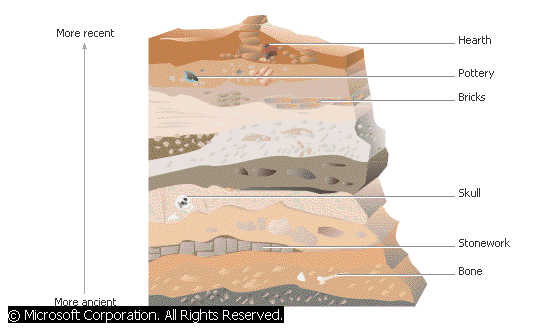 More recent
Hearth
Pottery
Bricks
Skull
Stonework
Bone
More ancient
© Microsoft Corporation. All Rights Reserved.